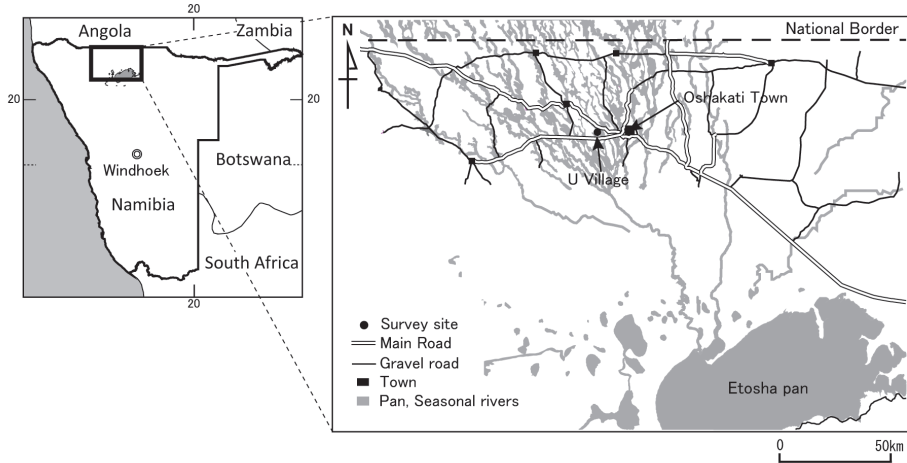 20
Angola
Zambia
20
20
Windhoek
Botswana
Namibia
South Africa
20
N
National Border
Oshakati Town
U Village
Survey site
Main Road
Gravel road
Town
Pan, Seasonal rivers
Etosha pan
0 50km